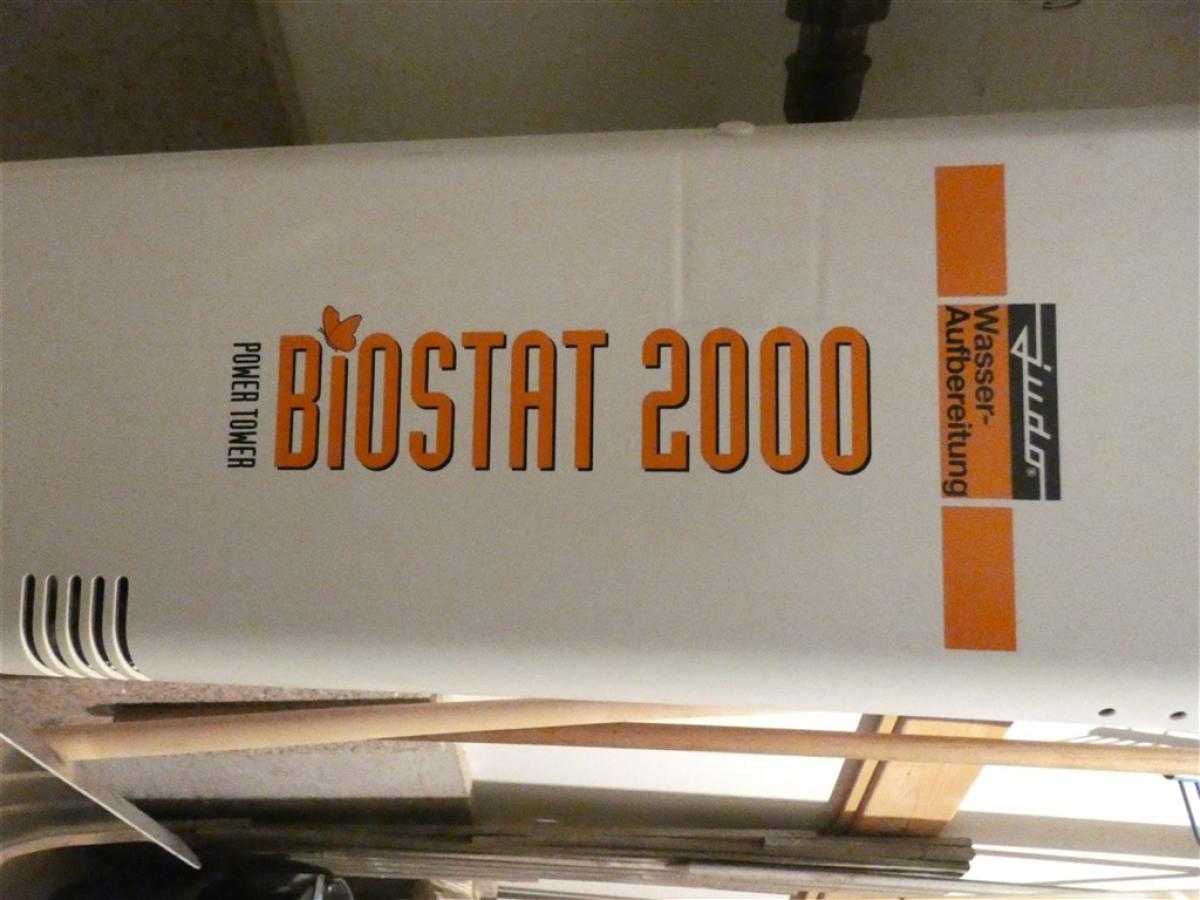 judo®
Wasser-
Aufbereitung
BiOSTAT 2000
POWER TOWER